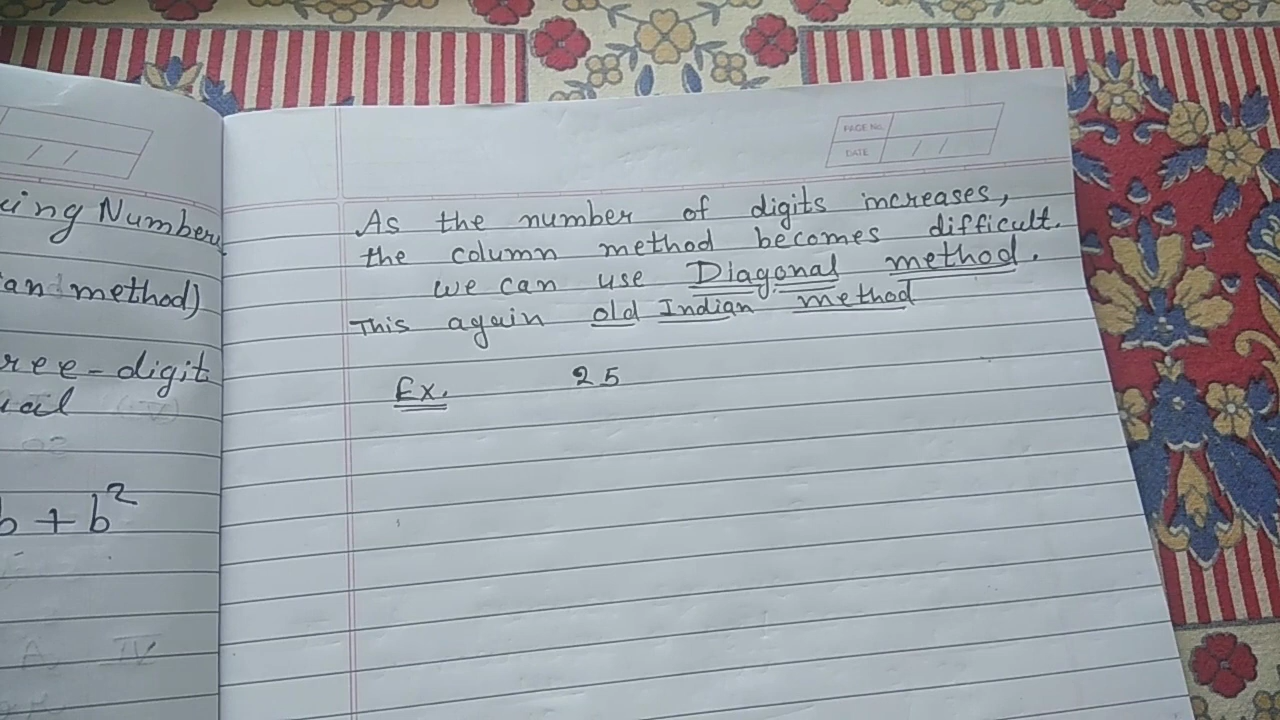 ing Number
an method)
ree-digit
ial
b + b²
PAGE No.
DATE / /
As the number of digits increases,
the column method becomes difficult.
we can use Diagonal method.
This again old Indian method
Ex. 25